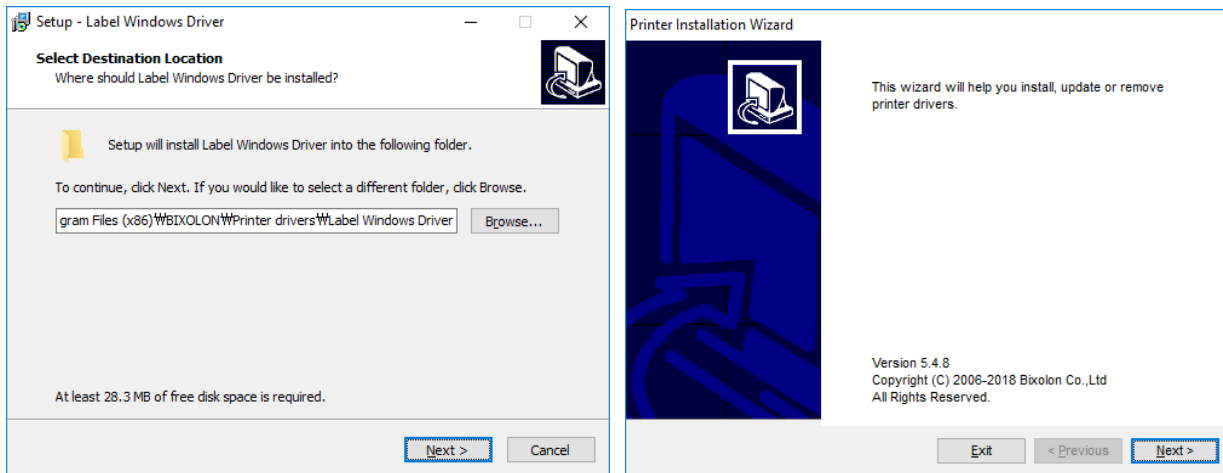 Setup - Label Windows Driver
Select Destination Location
Where should Label Windows Driver be installed?
Setup will install Label Windows Driver into the following folder.
To continue, click Next. If you would like to select a different folder, click Browse.
gram Files (x86)₩BIXOLON₩Printer drivers₩Label Windows Driver
Browse...
At least 28.3 MB of free disk space is required.
Next >
Cancel
Printer Installation Wizard
This wizard will help you install, update or remove
printer drivers.
Version 5.4.8
Copyright (C) 2006-2018 Bixolon Co.,Ltd
All Rights Reserved.
Exit
< Previous
Next >